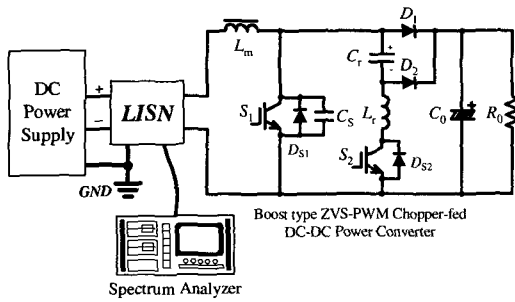 DC
Power
Supply
+
−
LISN
GND
Spectrum Analyzer
Lm
S1
DS1
CS
Cr
+
-
Lr
S2
DS2
D1
D2
C0
+
R0
Boost type ZVS-PWM Chopper-fed
DC-DC Power Converter